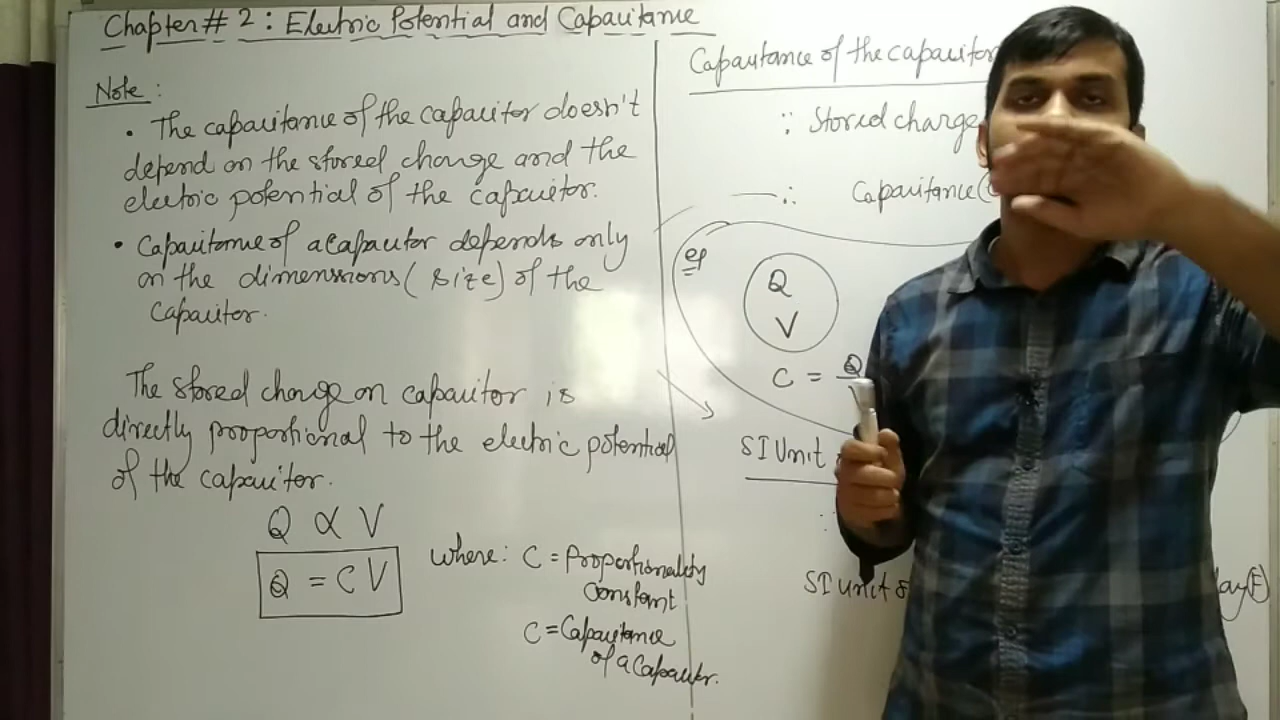 Chapter # 2 : Electric Potential and Capacitance
Note :
• The capacitance of the capacitor doesn't
depend on the stored charge and the
electric potential of the capacitor.
• Capacitance of a capacitor depends only
on the dimenssions ( size) of the
Capacitor.
The stored charge on capacitor is
directly proportional to the electric potential
of the capacitor.
Q ∝ V
Q = C V
where: C = Proportionality
Constant
C = Capacitance
of a Capacitor.
Capacitance of the capacitor
∵ Stored charge
∴ Capacitance
Q
V
C = Q
SI Unit
SI unit